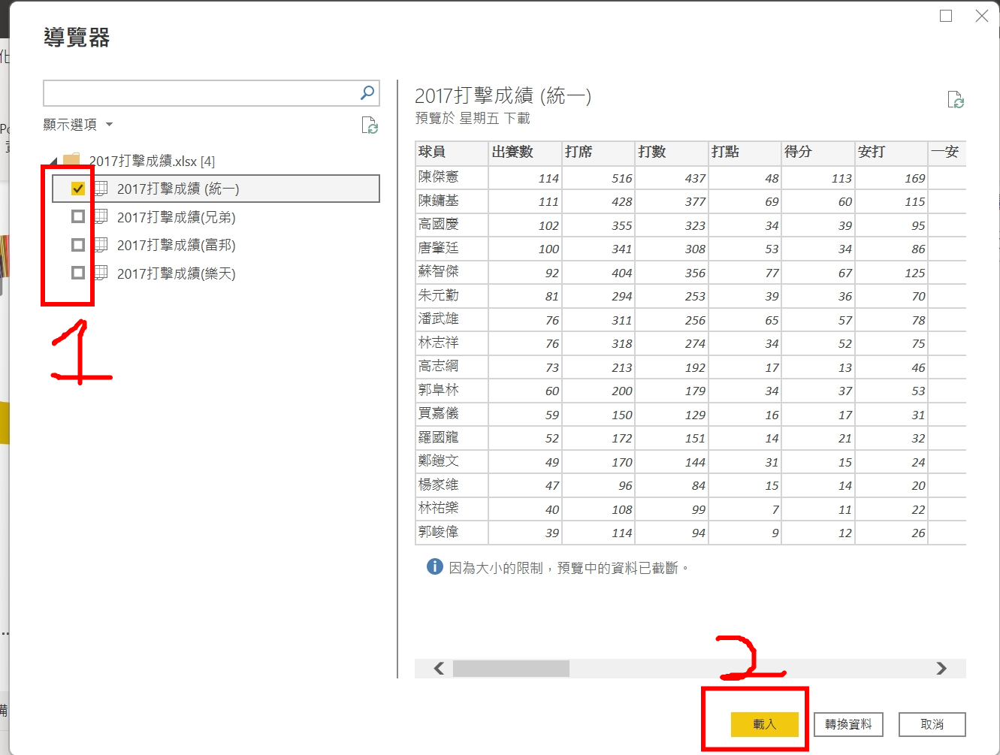 導覽器
顯示選項
2017打擊成績.xlsx [4]
2017打擊成績 (統一)
2017打擊成績(兄弟)
2017打擊成績(富邦)
2017打擊成績(樂天)
1
2017打擊成績 (統一)
預覽於 星期五 下載
球員 出賽數 打席 打數 打點 得分 安打 一安
陳傑憲 114 516 437 48 113 169
陳鏞基 111 428 377 69 60 115
高國慶 102 355 323 34 39 95
唐肇廷 100 341 308 53 34 86
蘇智傑 92 404 356 77 67 125
朱元勤 81 294 253 39 36 70
潘武雄 76 311 256 65 57 78
林志祥 76 318 274 34 52 75
高志綱 73 213 192 17 13 46
郭阜林 60 200 179 34 37 53
買嘉儀 59 150 129 16 17 31
羅國龍 52 172 151 14 21 32
鄭鎧文 49 170 144 31 15 24
楊家維 47 96 84 15 14 20
林祐樂 40 108 99 7 11 22
郭峻偉 39 114 94 9 12 26
因為大小的限制，預覽中的資料已截斷。
2
載入 轉換資料 取消
化
Po
備